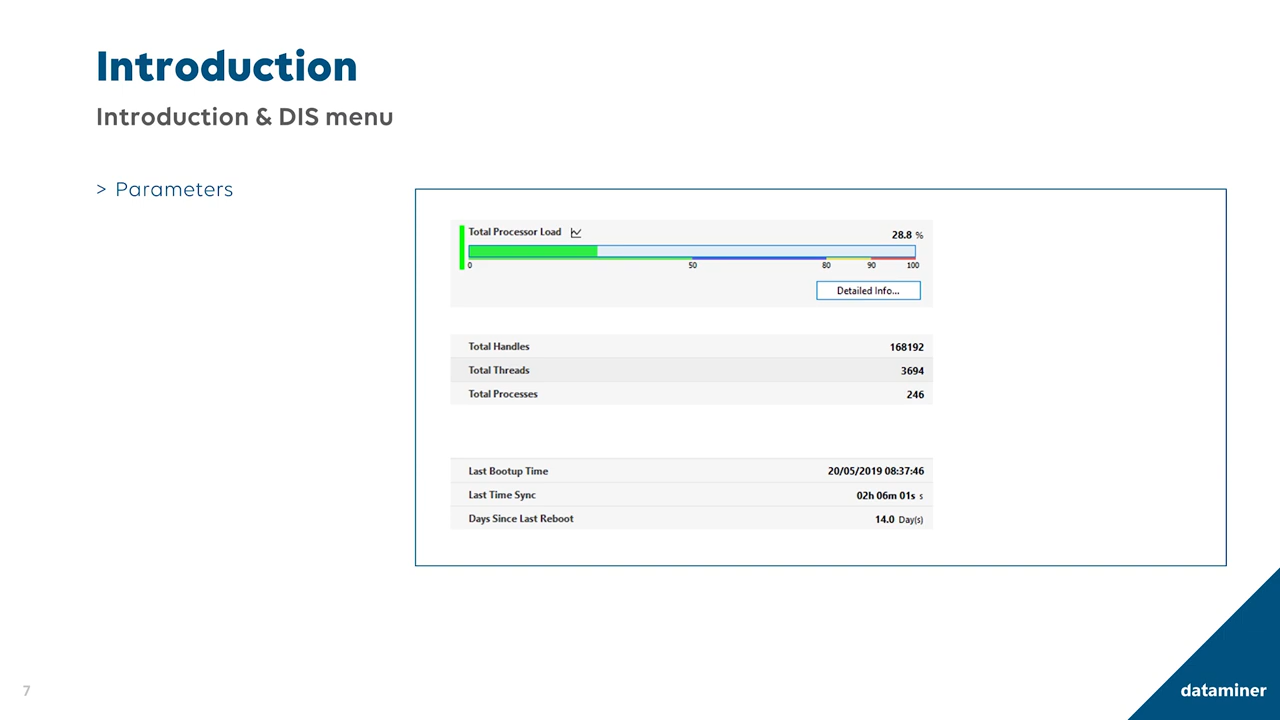 Introduction
Introduction & DIS menu
> Parameters
Total Processor Load 28.8 %
0 50 80 90 100
Detailed Info...
Total Handles 168192
Total Threads 3694
Total Processes 246
Last Bootup Time 20/05/2019 08:37:46
Last Time Sync 02h 06m 01s s
Days Since Last Reboot 14.0 Day(s)
7
dataminer